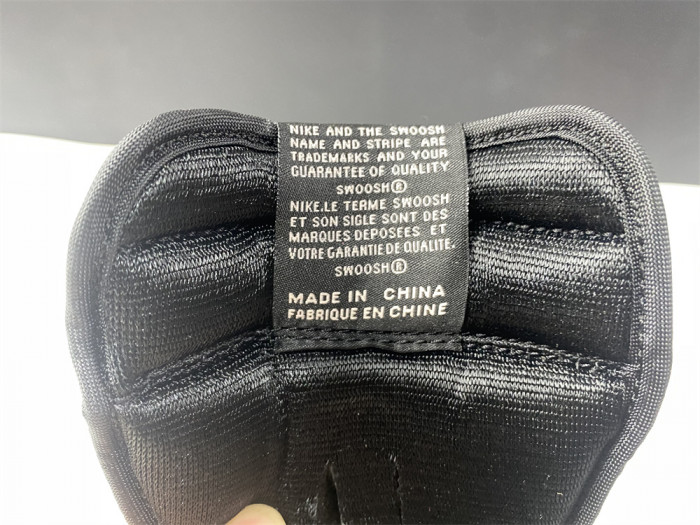 NIKE AND THE SWOOSH
NAME AND STRIPE ARE
TRADEMARKS AND YOUR
GUARANTEE OF QUALITY.
SWOOSH®
NIKE.LE TERME SWOOSH
ET SON SIGLE SONT DES
MARQUES DEPOSEES ET
VOTRE GARANTIE DE QUALITE.
SWOOSH®
MADE IN CHINA
FABRIQUE EN CHINE